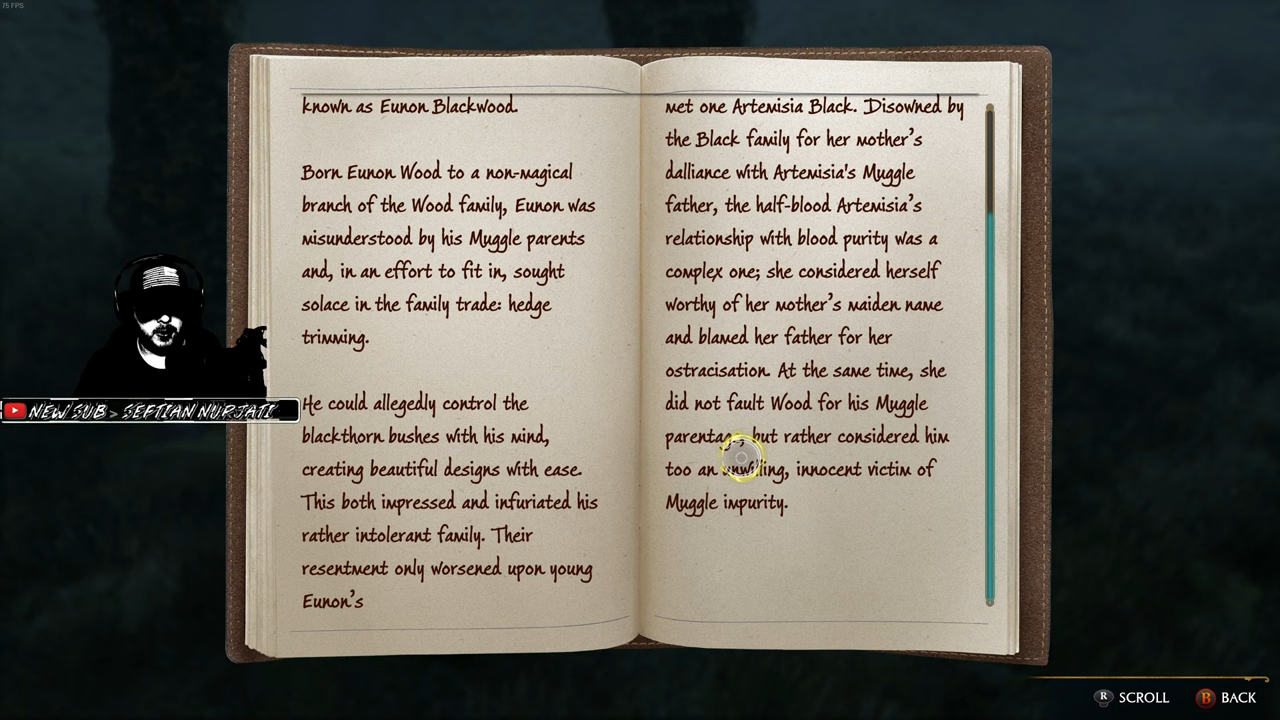 75 FPS
known as Eunon Blackwood.
Born Eunon Wood to a non-magical
branch of the Wood family, Eunon was
misunderstood by his Muggle parents
and, in an effort to fit in, sought
solace in the family trade: hedge
trimming.
He could allegedly control the
blackthorn bushes with his mind,
creating beautiful designs with ease.
This both impressed and infuriated his
rather intolerant family. Their
resentment only worsened upon young
Eunon's
met one Artemisia Black. Disowned by
the Black family for her mother's
dalliance with Artemisia's Muggle
father, the half-blood Artemisia's
relationship with blood purity was a
complex one; she considered herself
worthy of her mother's maiden name
and blamed her father for her
ostracisation. At the same time, she
did not fault Wood for his Muggle
parentage, but rather considered him
too an unwilling, innocent victim of
Muggle impurity.
NEW SUB > SEFTIAN NURJATI
R SCROLL
B BACK